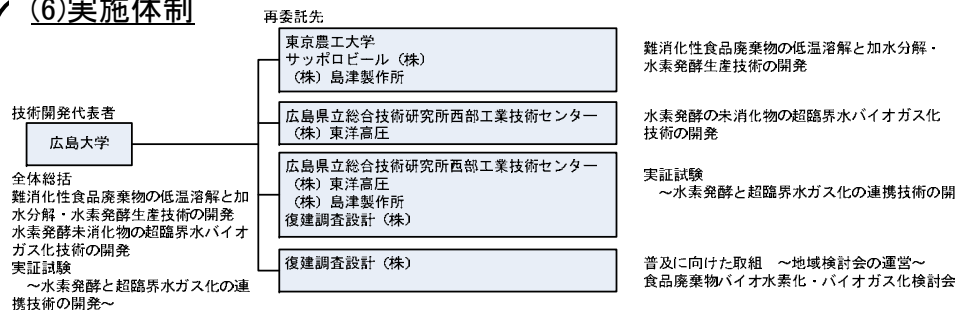 (6)実施体制
再委託先
東京農工大学
サッポロビール（株）
（株）島津製作所
難消化性食品廃棄物の低温溶解と加水分解・
水素発酵生産技術の開発
技術開発代表者
広島大学
全体総括
難消化性食品廃棄物の低温溶解と加
水分解・水素発酵生産技術の開発
水素発酵未消化物の超臨界水バイオ
ガス化技術の開発
実証試験
～水素発酵と超臨界水ガス化の連
携技術の開発～
広島県立総合技術研究所西部工業技術センター
（株）東洋高圧
水素発酵の未消化物の超臨界水バイオガス化
技術の開発
広島県立総合技術研究所西部工業技術センター
（株）東洋高圧
（株）島津製作所
復建調査設計（株）
実証試験
～水素発酵と超臨界水ガス化の連携技術の開
復建調査設計（株）
普及に向けた取組　～地域検討会の運営～
食品廃棄物バイオ水素化・バイオガス化検討会